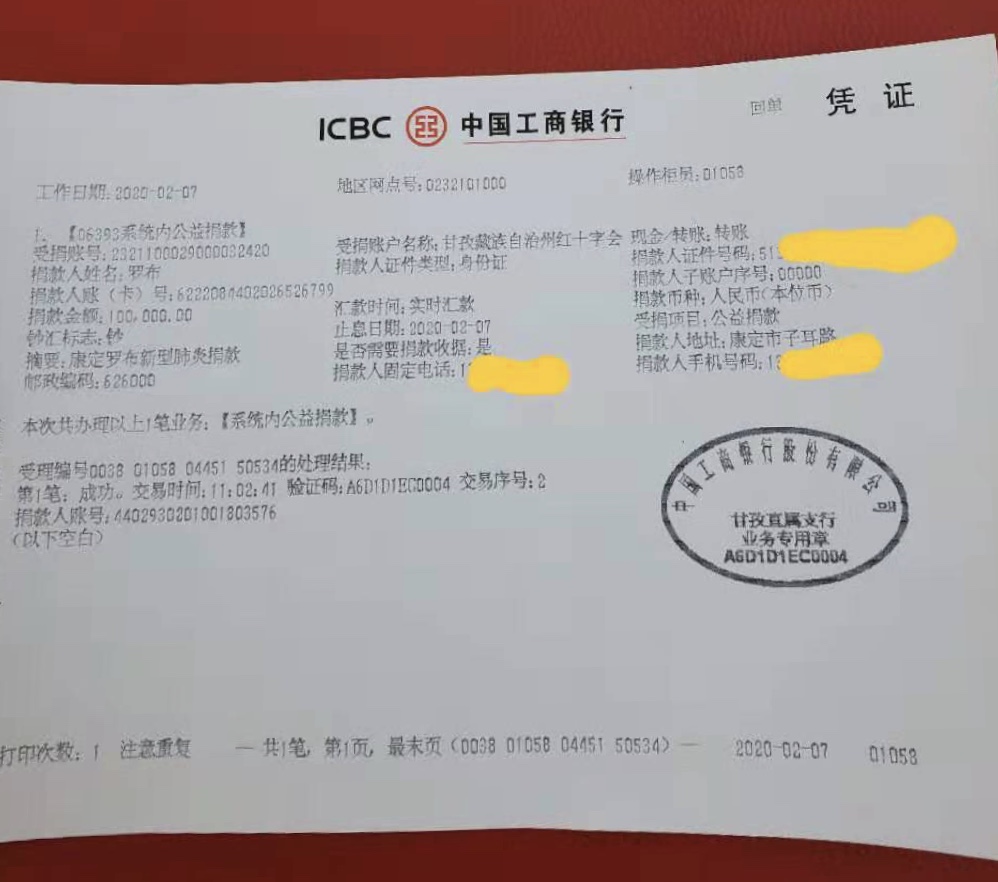 ICBC 中国工商银行
回单 凭证
工作日期:2020-02-07 地区网点号:0232101000 操作柜员:01058
1、【06393系统内公益捐款】
受捐账号:2321100029000032420 受捐账户名称:甘孜藏族自治州红十字会 现金/转账:转账
捐款人姓名:罗布 捐款人证件类型:身份证 捐款人证件号码:51
捐款人账（卡）号:6222084402026526799 捐款人子账户序号:00000
捐款金额:100,000.00 汇款时间:实时汇款 捐款币种:人民币(本位币)
钞汇标志:钞 止息日期:2020-02-07 受捐项目:公益捐款
摘要:康定罗布新型肺炎捐款 是否需要捐款收据:是 捐款人地址:康定市子耳路
邮政编码:626000 捐款人固定电话:1 捐款人手机号码:13
本次共办理以上1笔业务:【系统内公益捐款】。
受理编号0038 01058 04451 50534的处理结果:
第1笔:成功。交易时间:11:02:41 验证码:A6D1D1EC0004 交易序号:2
捐款人账号:4402930201001803576
(以下空白)
中国工商银行股份有限公司
甘孜直属支行
业务专用章
A6D1D1EC0004
打印次数:1 注意重复 — 共1笔, 第1页, 最末页(0038 01058 04451 50534) — 2020-02-07 01058